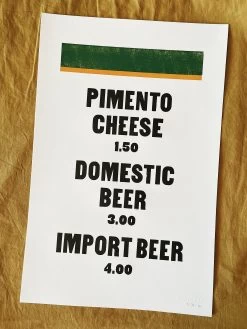 PIMENTO
CHEESE
1.50
DOMESTIC
BEER
3.00
IMPORT BEER
4.00